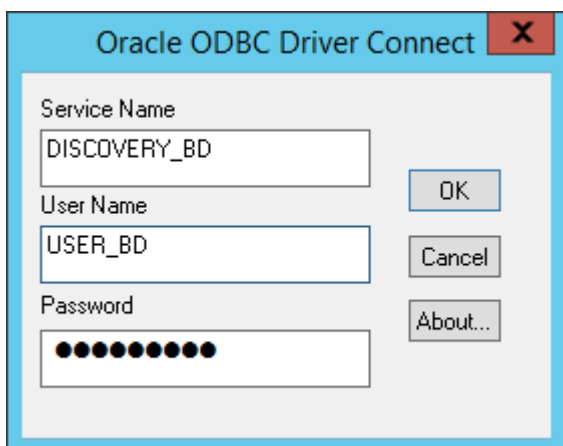 Oracle ODBC Driver Connect
Service Name
DISCOVERY_BD
User Name
USER_BD
Password
●●●●●●●●●
OK
Cancel
About...